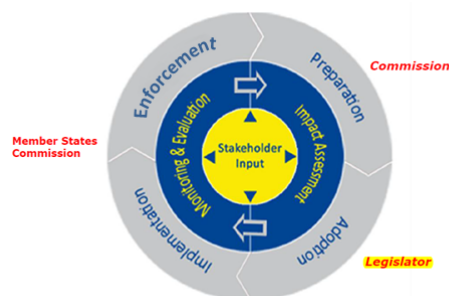 Enforcement
Preparation
Commission
Monitoring & Evaluation
Impact Assessment
Stakeholder
Input
Member States
Commission
Implementation
Adoption
Legislator